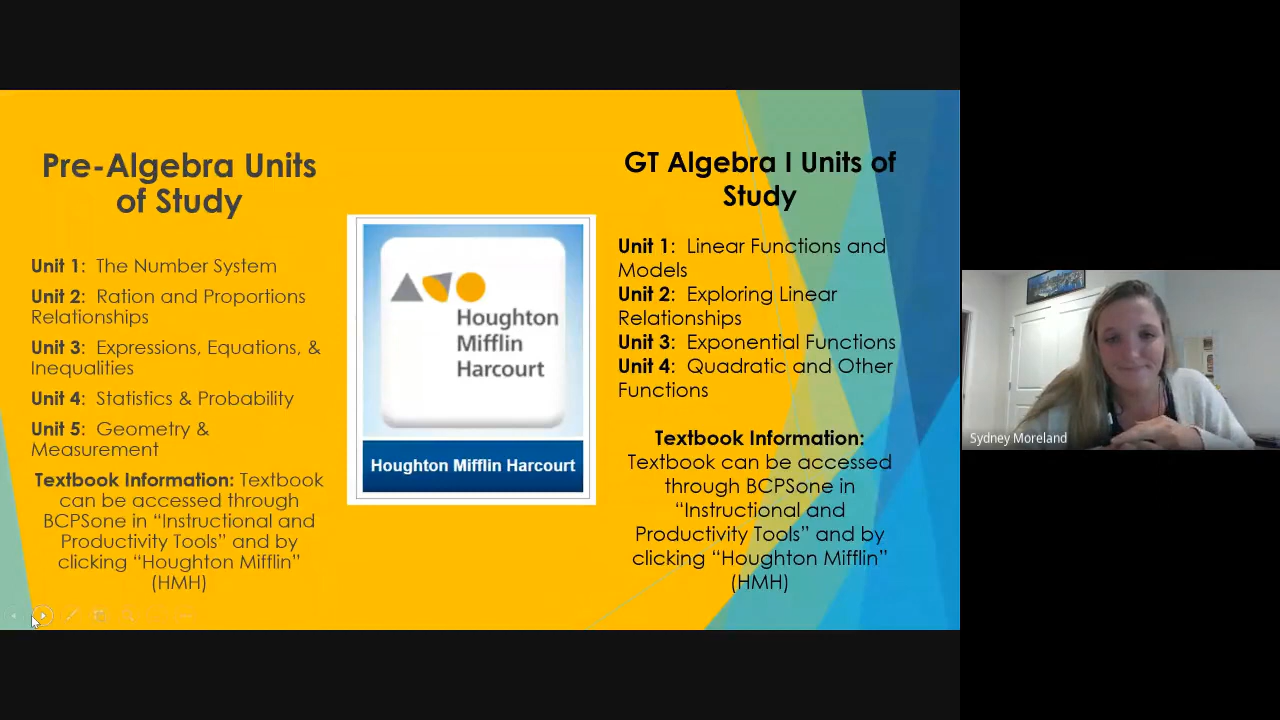 Pre-Algebra Units
of Study
Unit 1:  The Number System
Unit 2:  Ration and Proportions
Relationships
Unit 3:  Expressions, Equations, &
Inequalities
Unit 4:  Statistics & Probability
Unit 5:  Geometry &
Measurement
Textbook Information: Textbook
can be accessed through
BCPSone in “Instructional and
Productivity Tools” and by
clicking “Houghton Mifflin”
(HMH)
Houghton
Mifflin
Harcourt
Houghton Mifflin Harcourt
GT Algebra I Units of
Study
Unit 1:  Linear Functions and
Models
Unit 2:  Exploring Linear
Relationships
Unit 3:  Exponential Functions
Unit 4:  Quadratic and Other
Functions
Textbook Information:
Textbook can be accessed
through BCPSone in
“Instructional and
Productivity Tools” and by
clicking “Houghton Mifflin”
(HMH)
Sydney Moreland